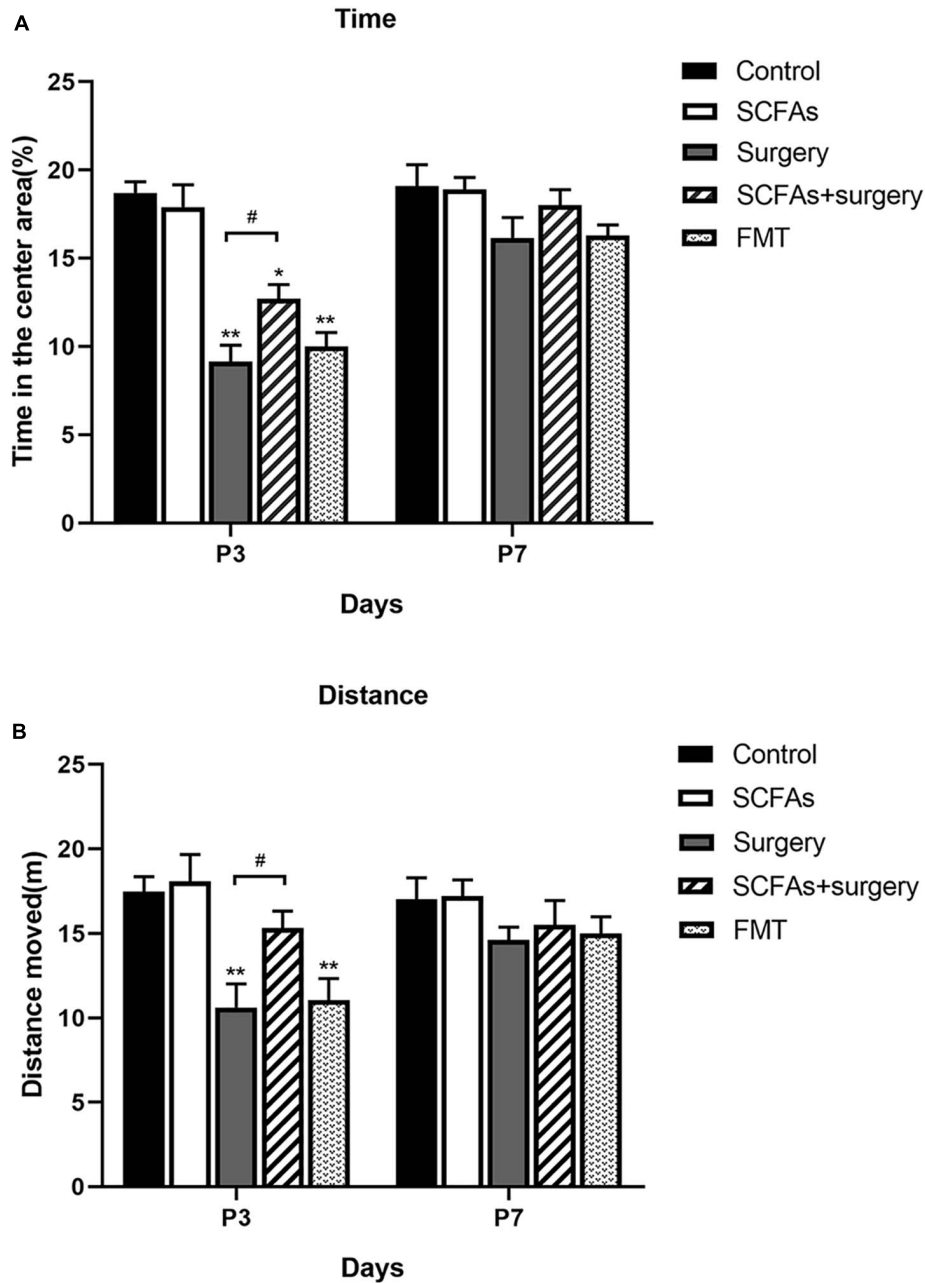 A
Time
Time in the center area(%)
25
20
15
10
5
0
#
**
*
**
P3
P7
Days
Control
SCFAs
Surgery
SCFAs+surgery
FMT
Distance
B
Distance moved(m)
25
20
15
10
5
0
#
**
**
P3
P7
Days
Control
SCFAs
Surgery
SCFAs+surgery
FMT